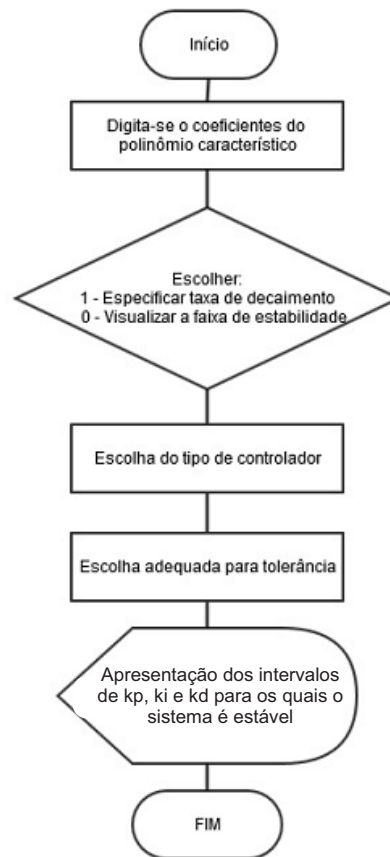 Início
Digita-se o coeficientes do
polinômio característico
Escolher:
1 - Especificar taxa de decaimento
0 - Visualizar a faixa de estabilidade
Escolha do tipo de controlador
Escolha adequada para tolerância
Apresentação dos intervalos
de kp, ki e kd para os quais o
sistema é estável
FIM